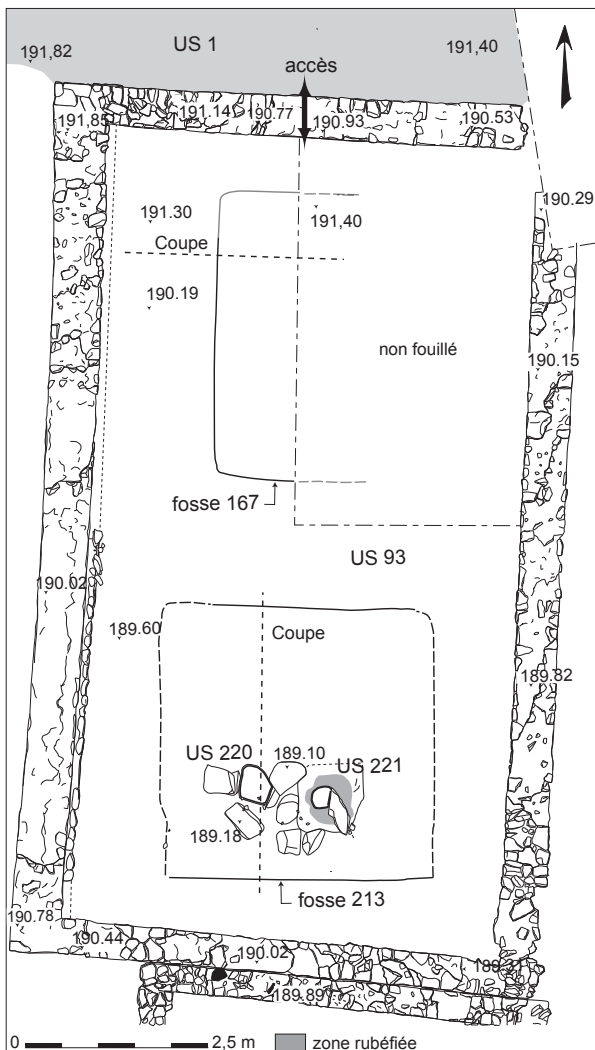 191,82
US 1
191,40
accès
191,85
191.14
190.77
190.93
190.53
190.29
191.30
191,40
Coupe
190.19
non fouillé
190.15
fosse 167
US 93
190.02
189.60
Coupe
189.82
US 220
189.10
US 221
189.18
fosse 213
190.78
190.44
190.02
189.89
0 2,5 m zone rubéfiée